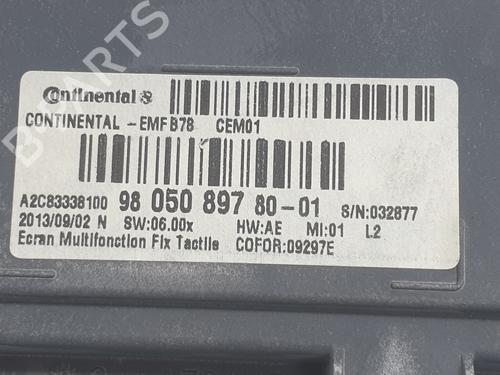 Continental
CONTINENTAL -EMFB78 CEM01
A2C83338100 98 050 897 80-01 S/N:032877
2013/09/02 N SW:06.00x HW:AE MI:01 L2
Ecran Multifonction Fix Tactile COFOR:09297E
B-PARTS